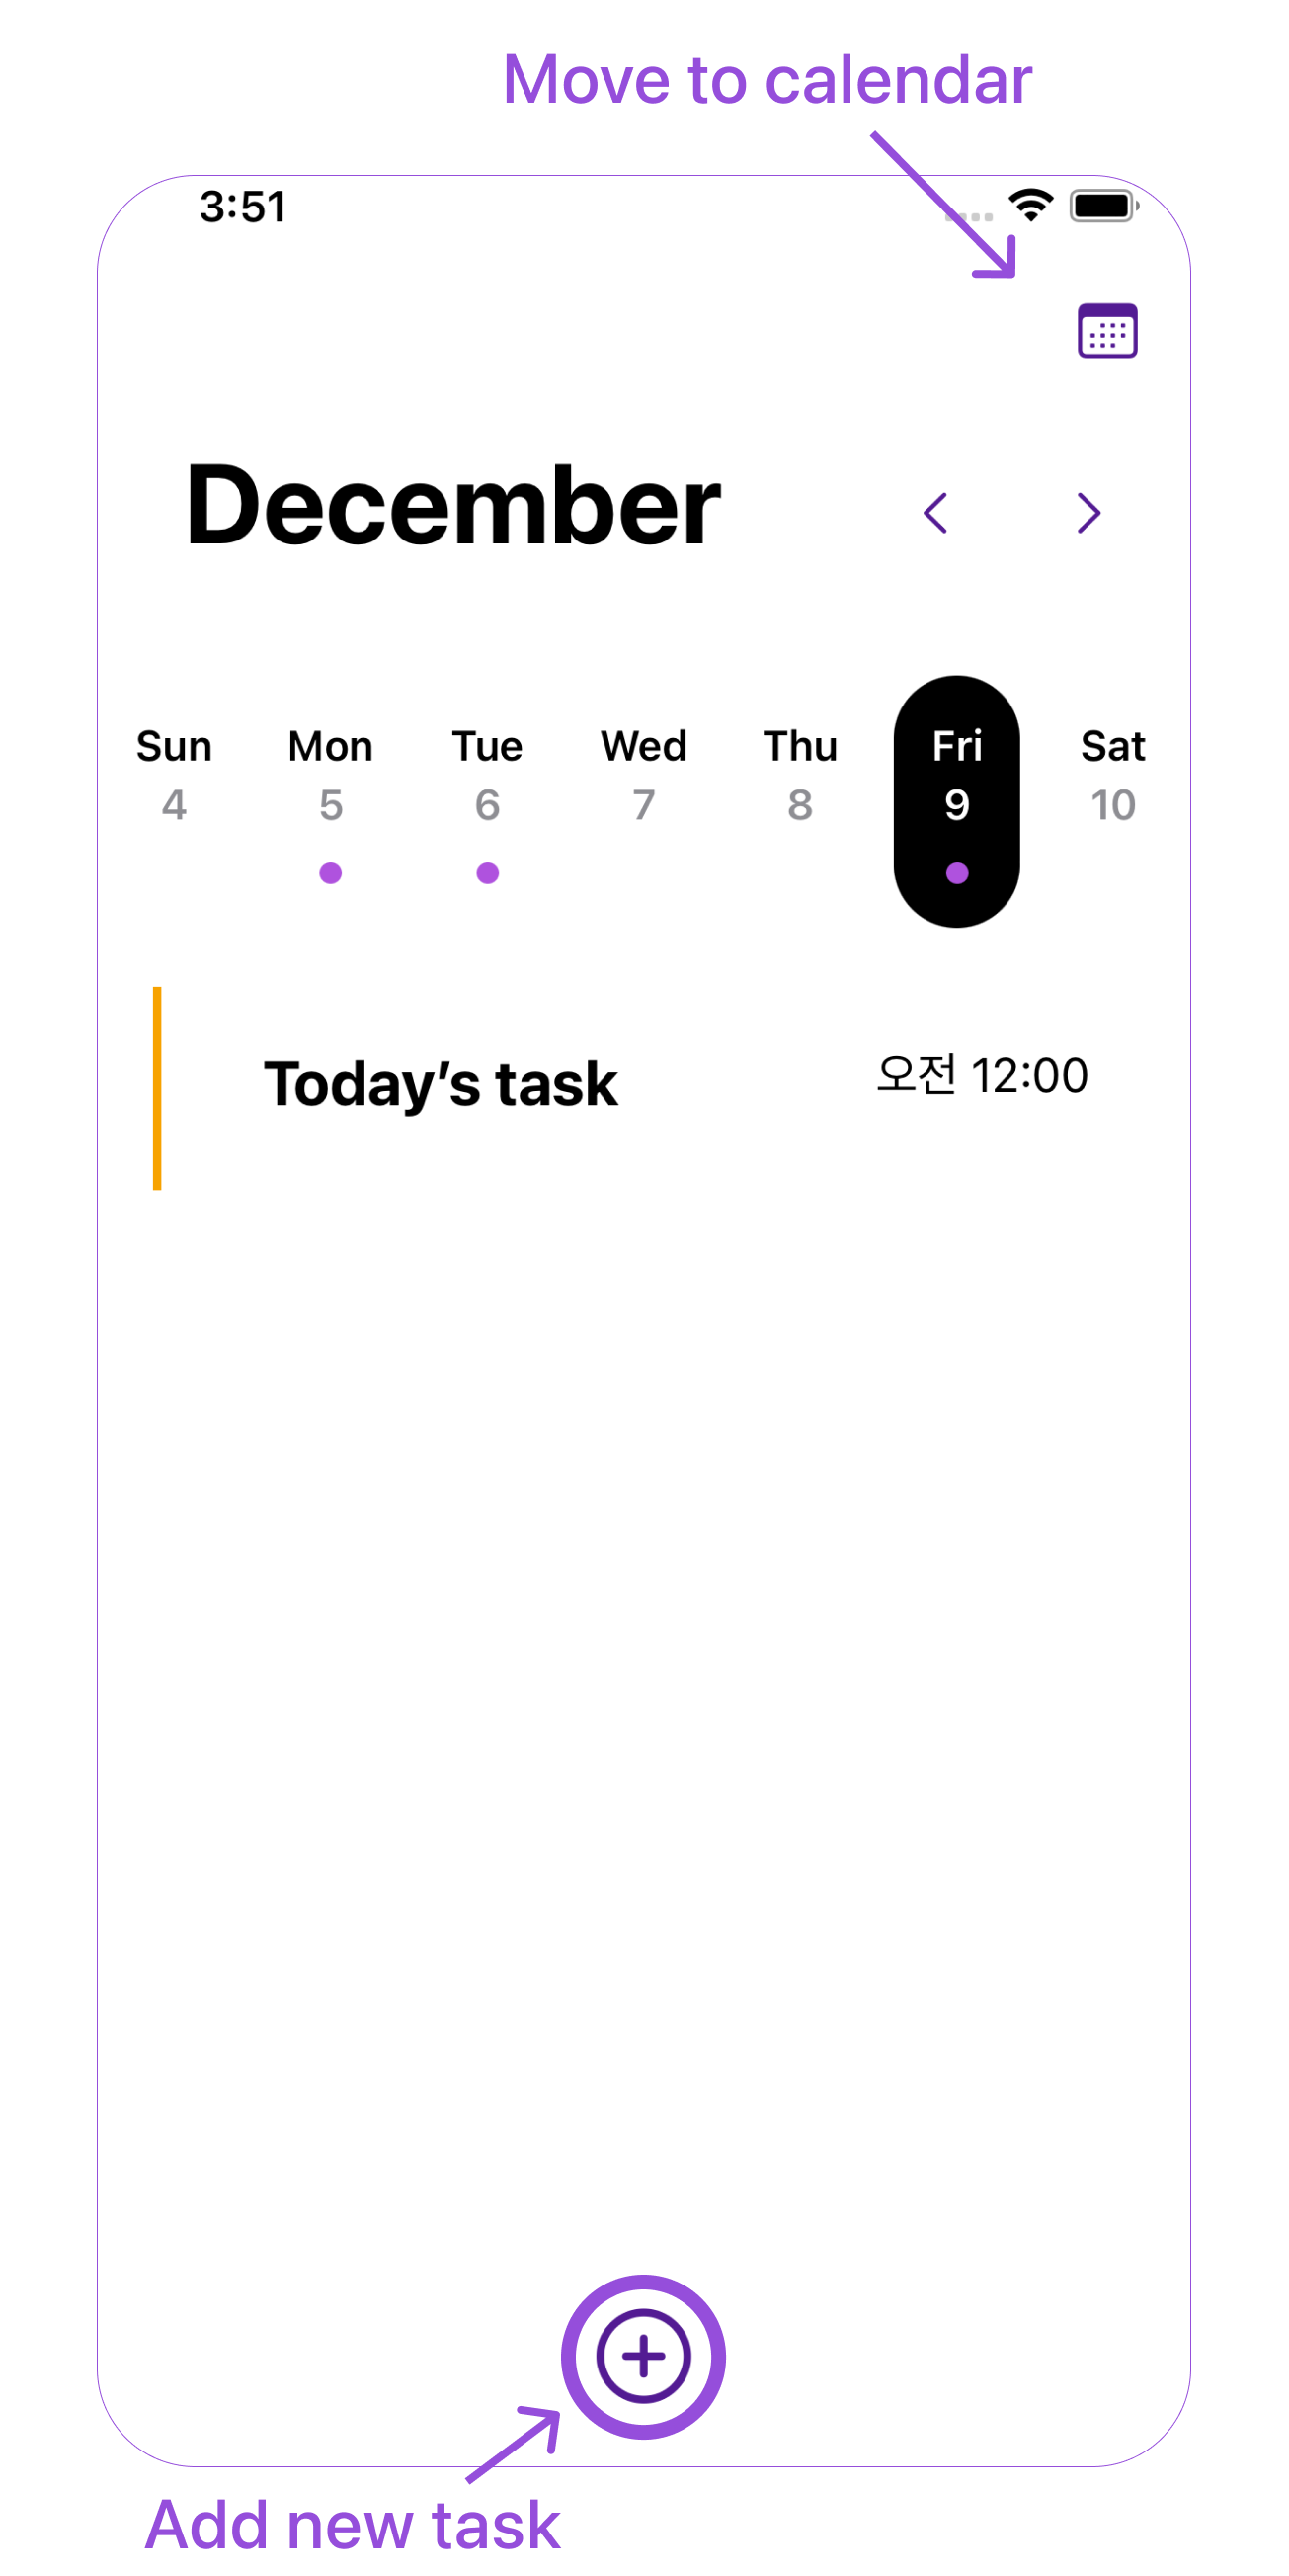 Move to calendar
3:51
December
Sun Mon Tue Wed Thu Fri Sat
4 5 6 7 8 9 10
Today’s task 오전 12:00
Add new task